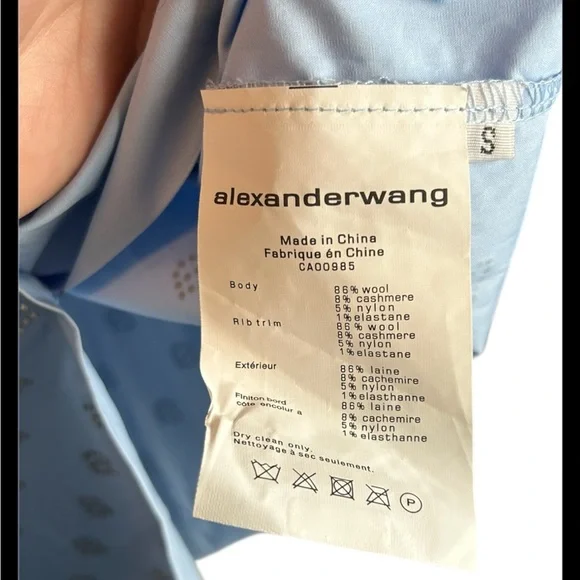 S
alexanderwang
Made in China
Fabrique én Chine
CA00985
Body 86% wool
8% cashmere
5% nylon
1% elastane
Rib trim 86% wool
8% cashmere
5% nylon
1% elastane
Extérieur 86% laine
8% cachemire
5% nylon
1% elasthanne
Finiton bord 86% laine
côte encolur a 8% cachemire
5% nylon
1% elasthanne
Dry clean only.
Nettoyage à sec seulement.
P